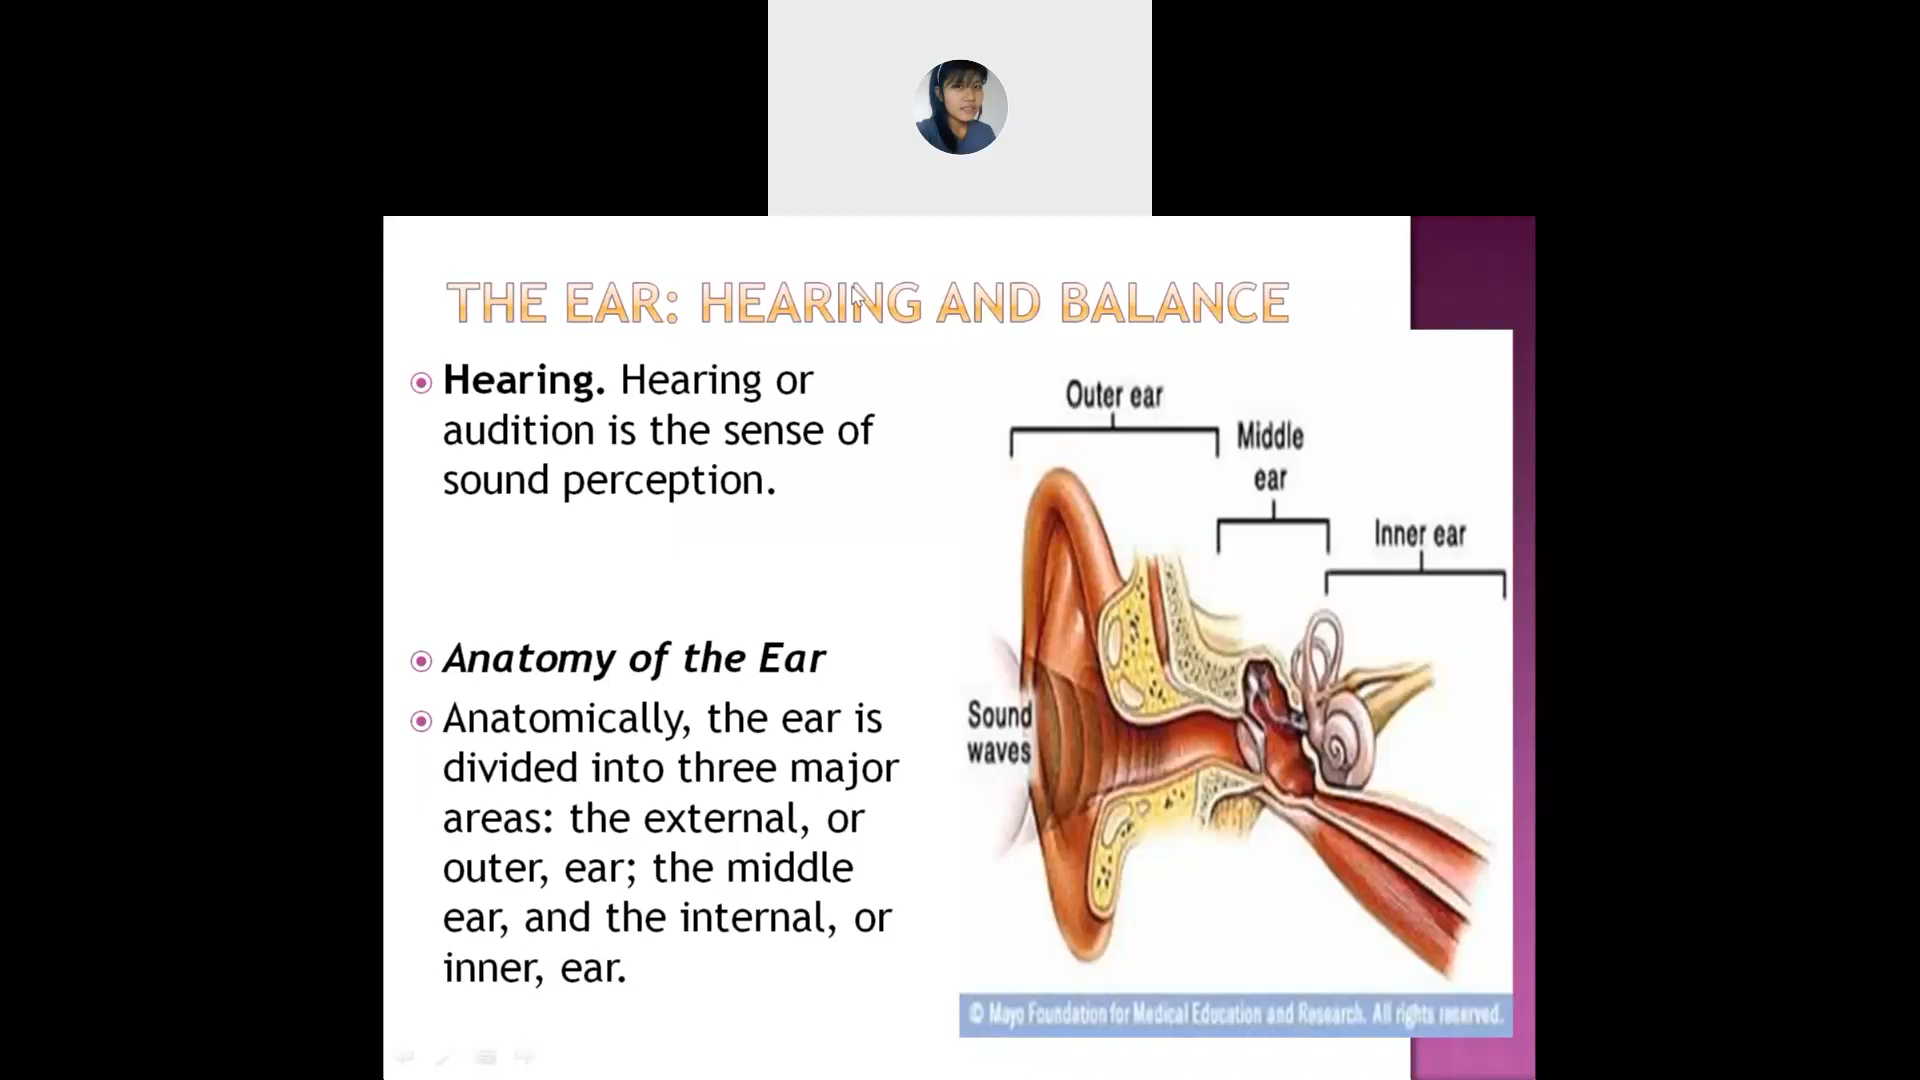 THE EAR: HEARING AND BALANCE
Hearing. Hearing or
audition is the sense of
sound perception.
Anatomy of the Ear
Anatomically, the ear is
divided into three major
areas: the external, or
outer, ear; the middle
ear, and the internal, or
inner, ear.
Outer ear
Middle
ear
Inner ear
Sound
waves
© Mayo Foundation for Medical Education and Research. All rights reserved.